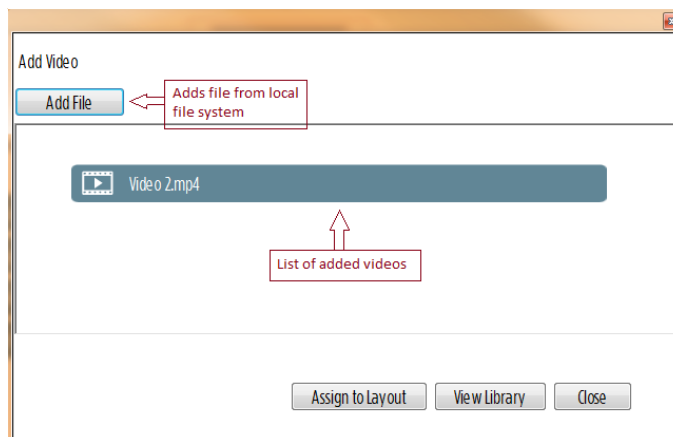 Add Video
Add File
Adds file from local
file system
Video 2.mp4
List of added videos
Assign to Layout
View Library
Close